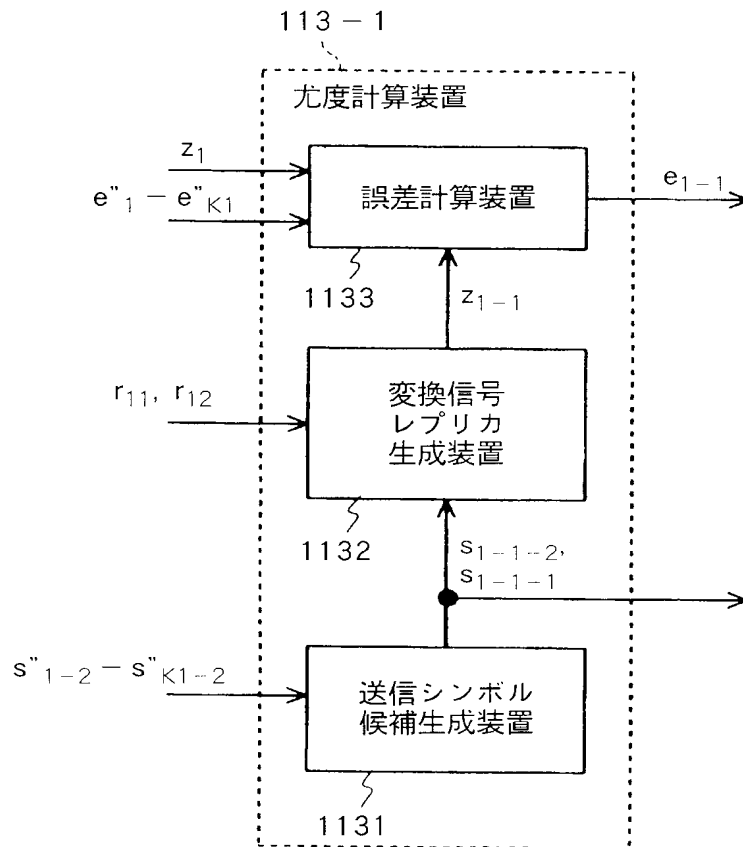 113-1
尤度計算装置
z1
e"1 - e"K1
誤差計算装置
e1-1
1133
z1-1
r11, r12
変換信号
レプリカ
生成装置
1132
s1-1-2,
s1-1-1
s"1-2 - s"K1-2
送信シンボル
候補生成装置
1131